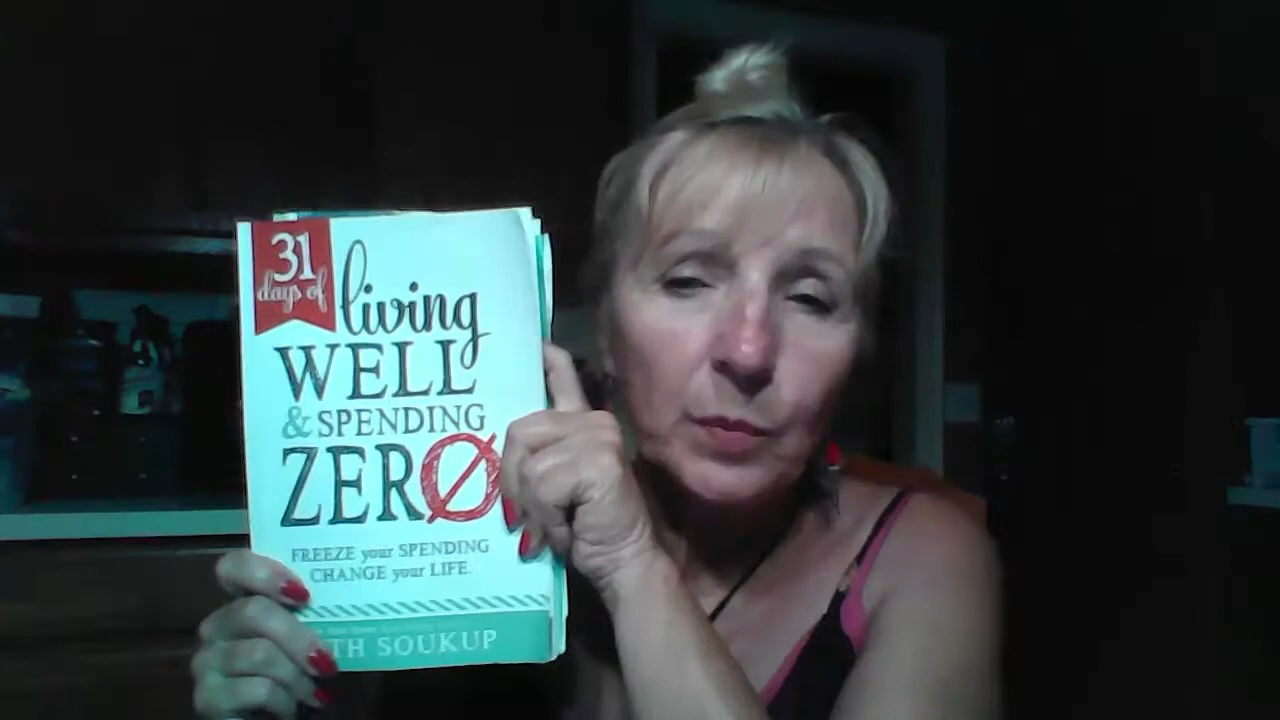 31
days of
living
WELL
& SPENDING
ZERØ
FREEZE your SPENDING
CHANGE your LIFE.
TH SOUKUP